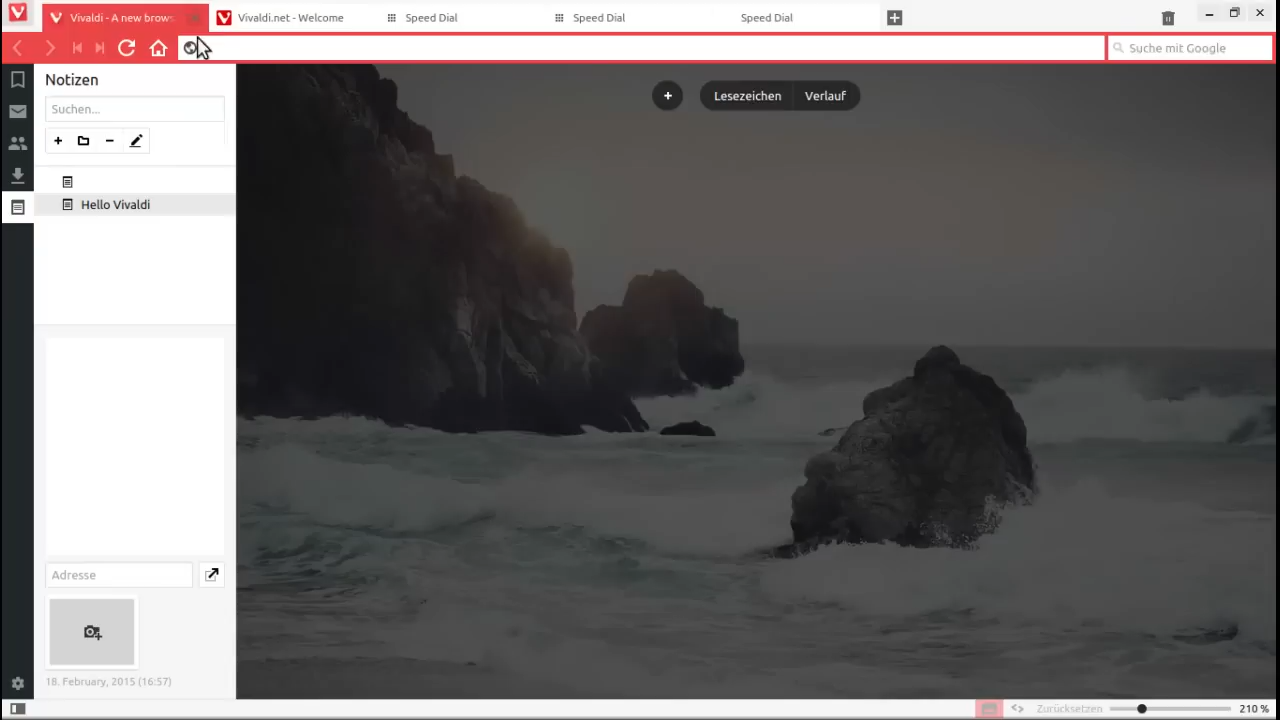 Vivaldi - A new brows
Vivaldi.net - Welcome
Speed Dial
Speed Dial
Speed Dial
Suche mit Google
Notizen
Suchen...
Lesezeichen
Verlauf
Hello Vivaldi
Adresse
18. February, 2015 (16:57)
Zurücksetzen
210 %